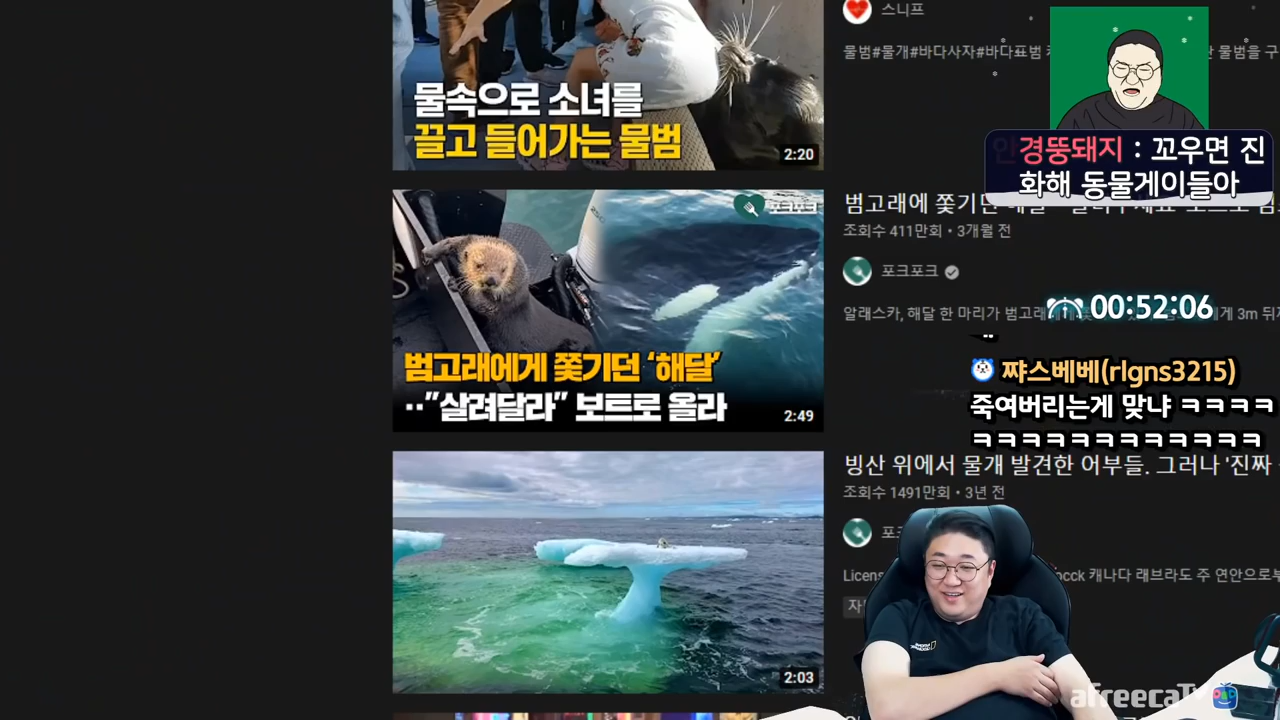 스니프
물범#물개#바다사자#바다표범
물범을 구
물속으로 소녀를
끌고 들어가는 물범
2:20
경뚱돼지 : 꼬우면 진
화해 동물게이들아
포크포크
범고래에게 쫓기던 '해달'
··"살려달라" 보트로 올라
2:49
범고래에 쫓기던
조회수 411만회 • 3개월 전
포크포크
알래스카, 해달 한 마리가 범고래
00:52:06
쨔스베베(rlgns3215)
죽여버리는게 맞냐 ㅋㅋㅋㅋ
ㅋㅋㅋㅋㅋㅋㅋㅋㅋㅋㅋㅋ
2:03
빙산 위에서 물개 발견한 어부들. 그러나 '진짜
조회수 1491만회 • 3년 전
포
Licens
캐나다 래브라도 주 연안으로부
afreecaTV